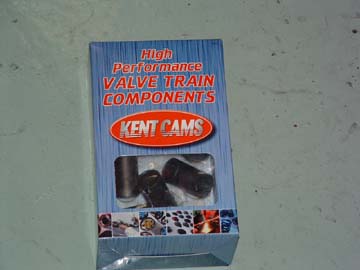 High
Performance
VALVE TRAIN
COMPONENTS
KENT CAMS